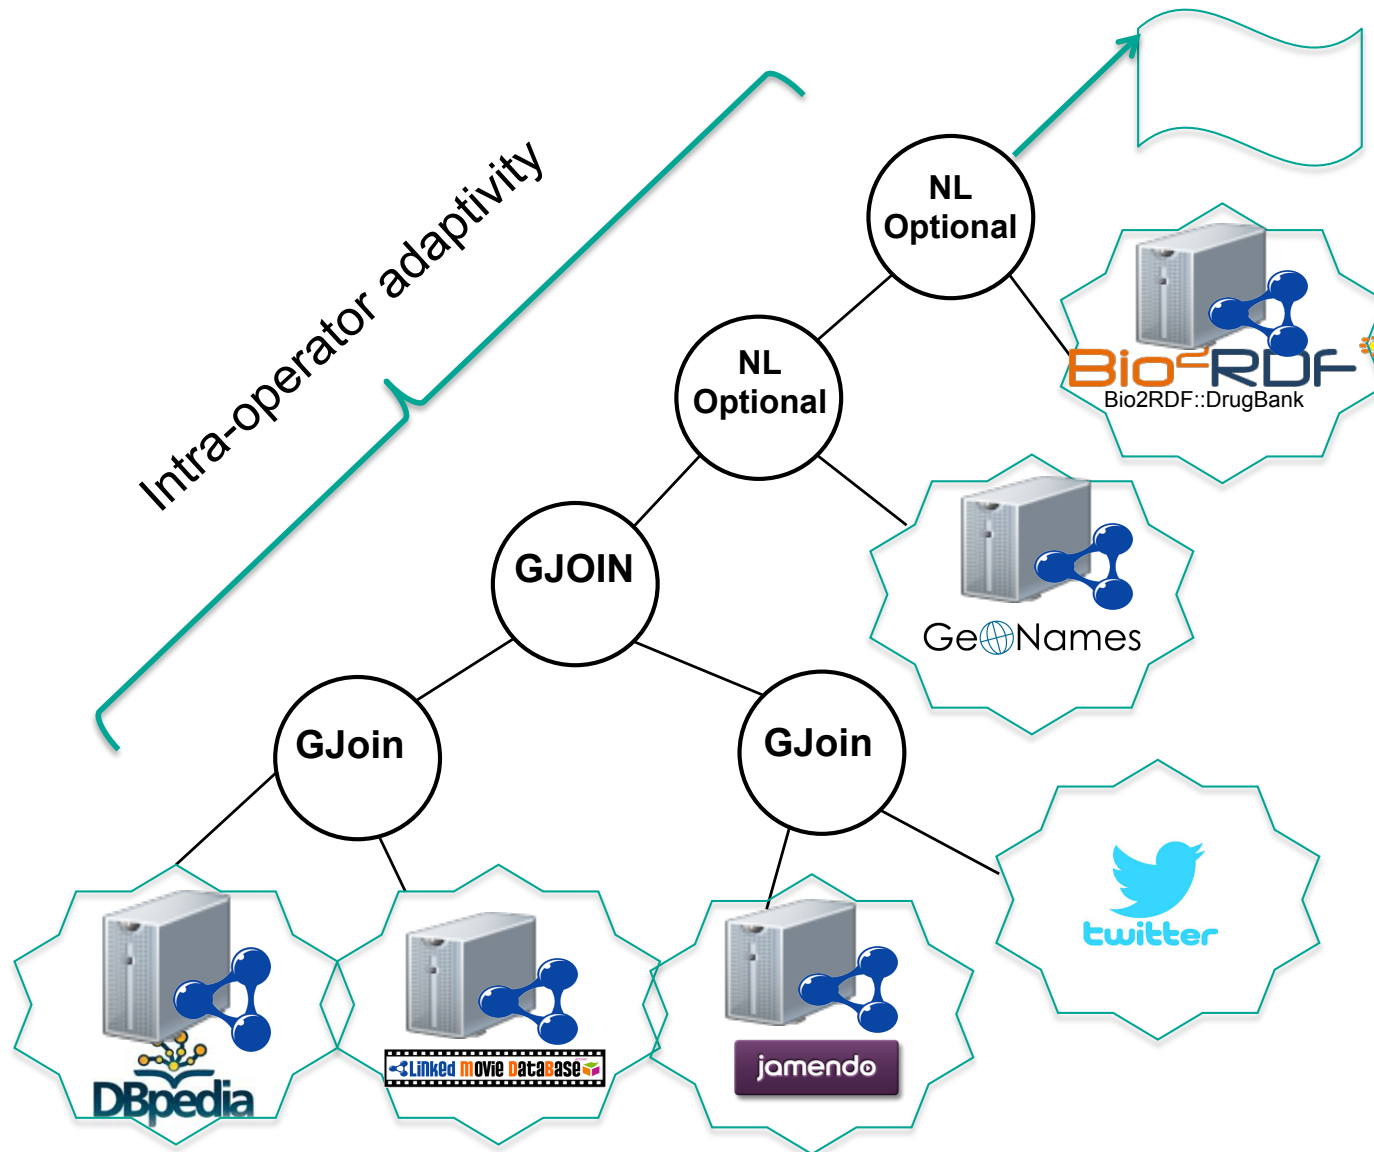 Intra-operator adaptivity
NL
Optional
Bio2RDF
Bio2RDF::DrugBank
NL
Optional
GJOIN
GeoNames
GJoin
GJoin
twitter
DBpedia
Linked movie DataBase
jamendo